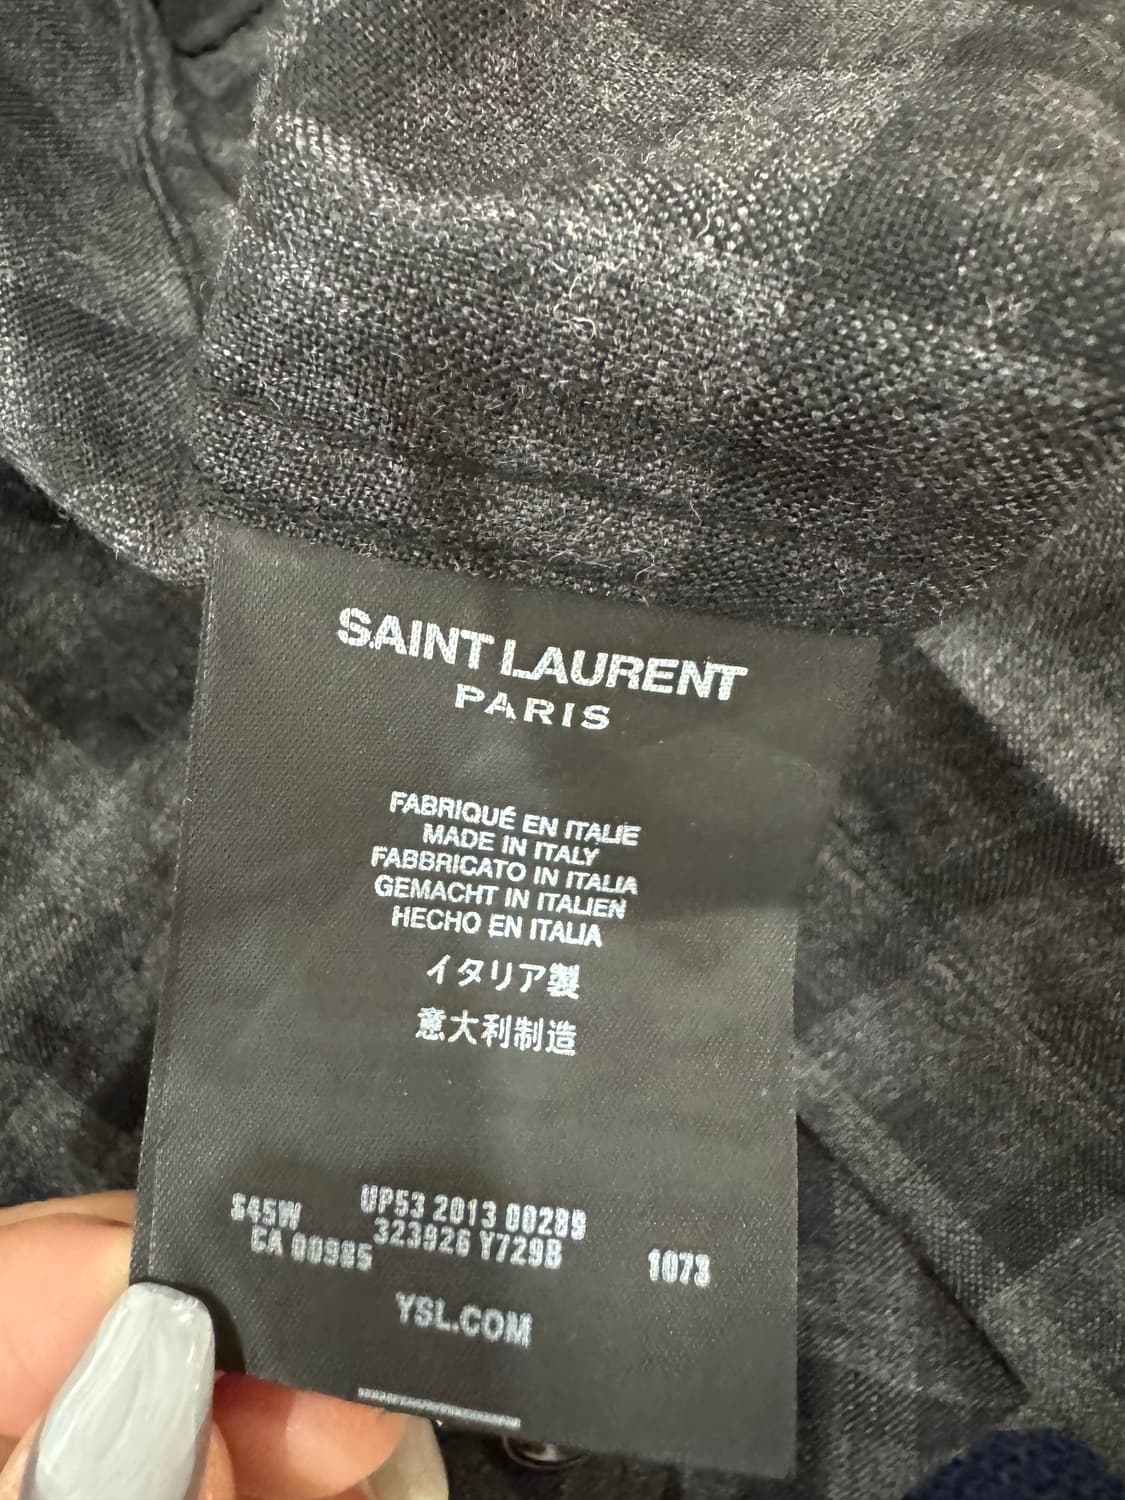 SAINT LAURENT
PARIS
FABRIQUÉ EN ITALIE
MADE IN ITALY
FABBRICATO IN ITALIA
GEMACHT IN ITALIEN
HECHO EN ITALIA
イタリア製
意大利制造
S45W UP53 2013 00289
CA 00985 323926 Y729B 1073
YSL.COM